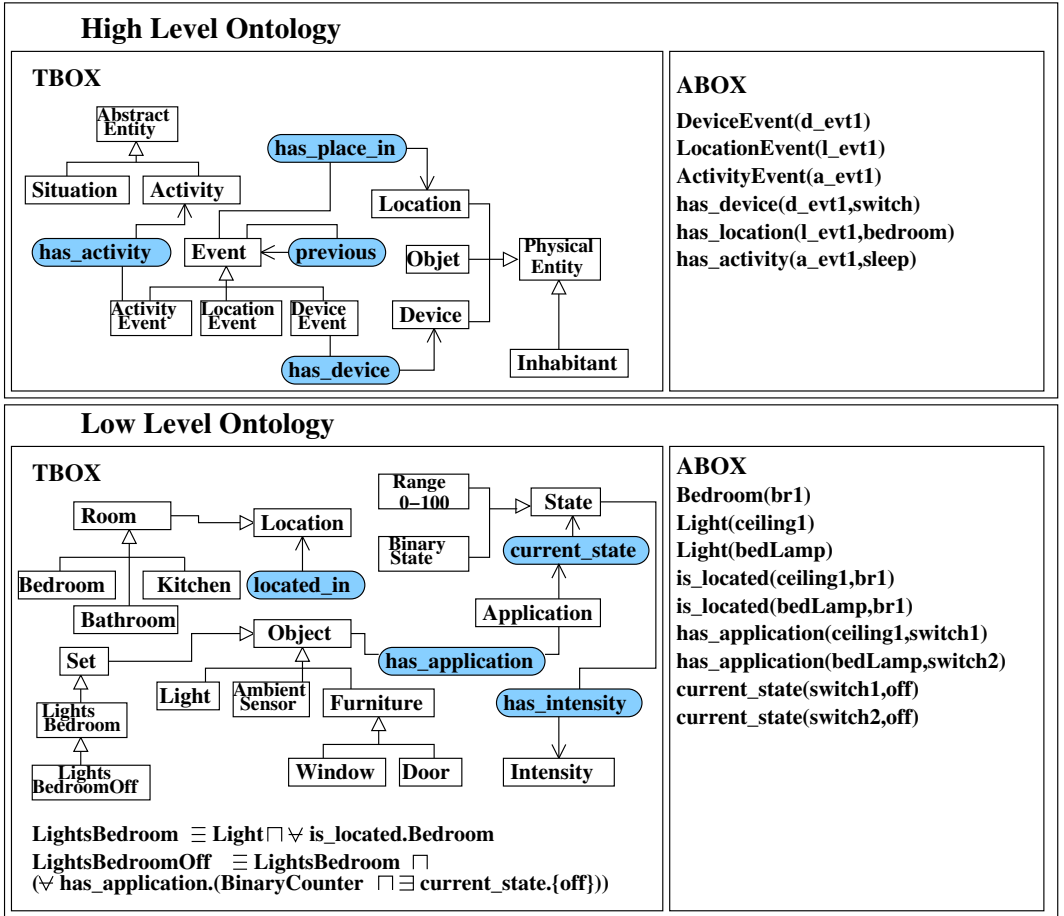 High Level Ontology
TBOX
Abstract
Entity
Situation
Activity
has_place_in
Location
has_activity
Event
previous
Objet
Physical
Entity
Activity
Event
Location
Event
Device
Event
Device
has_device
Inhabitant
ABOX
DeviceEvent(d_evt1)
LocationEvent(l_evt1)
ActivityEvent(a_evt1)
has_device(d_evt1,switch)
has_location(l_evt1,bedroom)
has_activity(a_evt1,sleep)
Low Level Ontology
TBOX
Room
Location
Range
0−100
State
Binary
State
current_state
Bedroom
Kitchen
located_in
Bathroom
Application
Object
Set
has_application
Light
Ambient
Sensor
Furniture
has_intensity
Lights
Bedroom
Lights
BedroomOff
Window
Door
Intensity
LightsBedroom ≡ Light ⊓ ∀ is_located.Bedroom
LightsBedroomOff ≡ LightsBedroom ⊓
(∀ has_application.(BinaryCounter ⊓ ∃ current_state.{off}))
ABOX
Bedroom(br1)
Light(ceiling1)
Light(bedLamp)
is_located(ceiling1,br1)
is_located(bedLamp,br1)
has_application(ceiling1,switch1)
has_application(bedLamp,switch2)
current_state(switch1,off)
current_state(switch2,off)